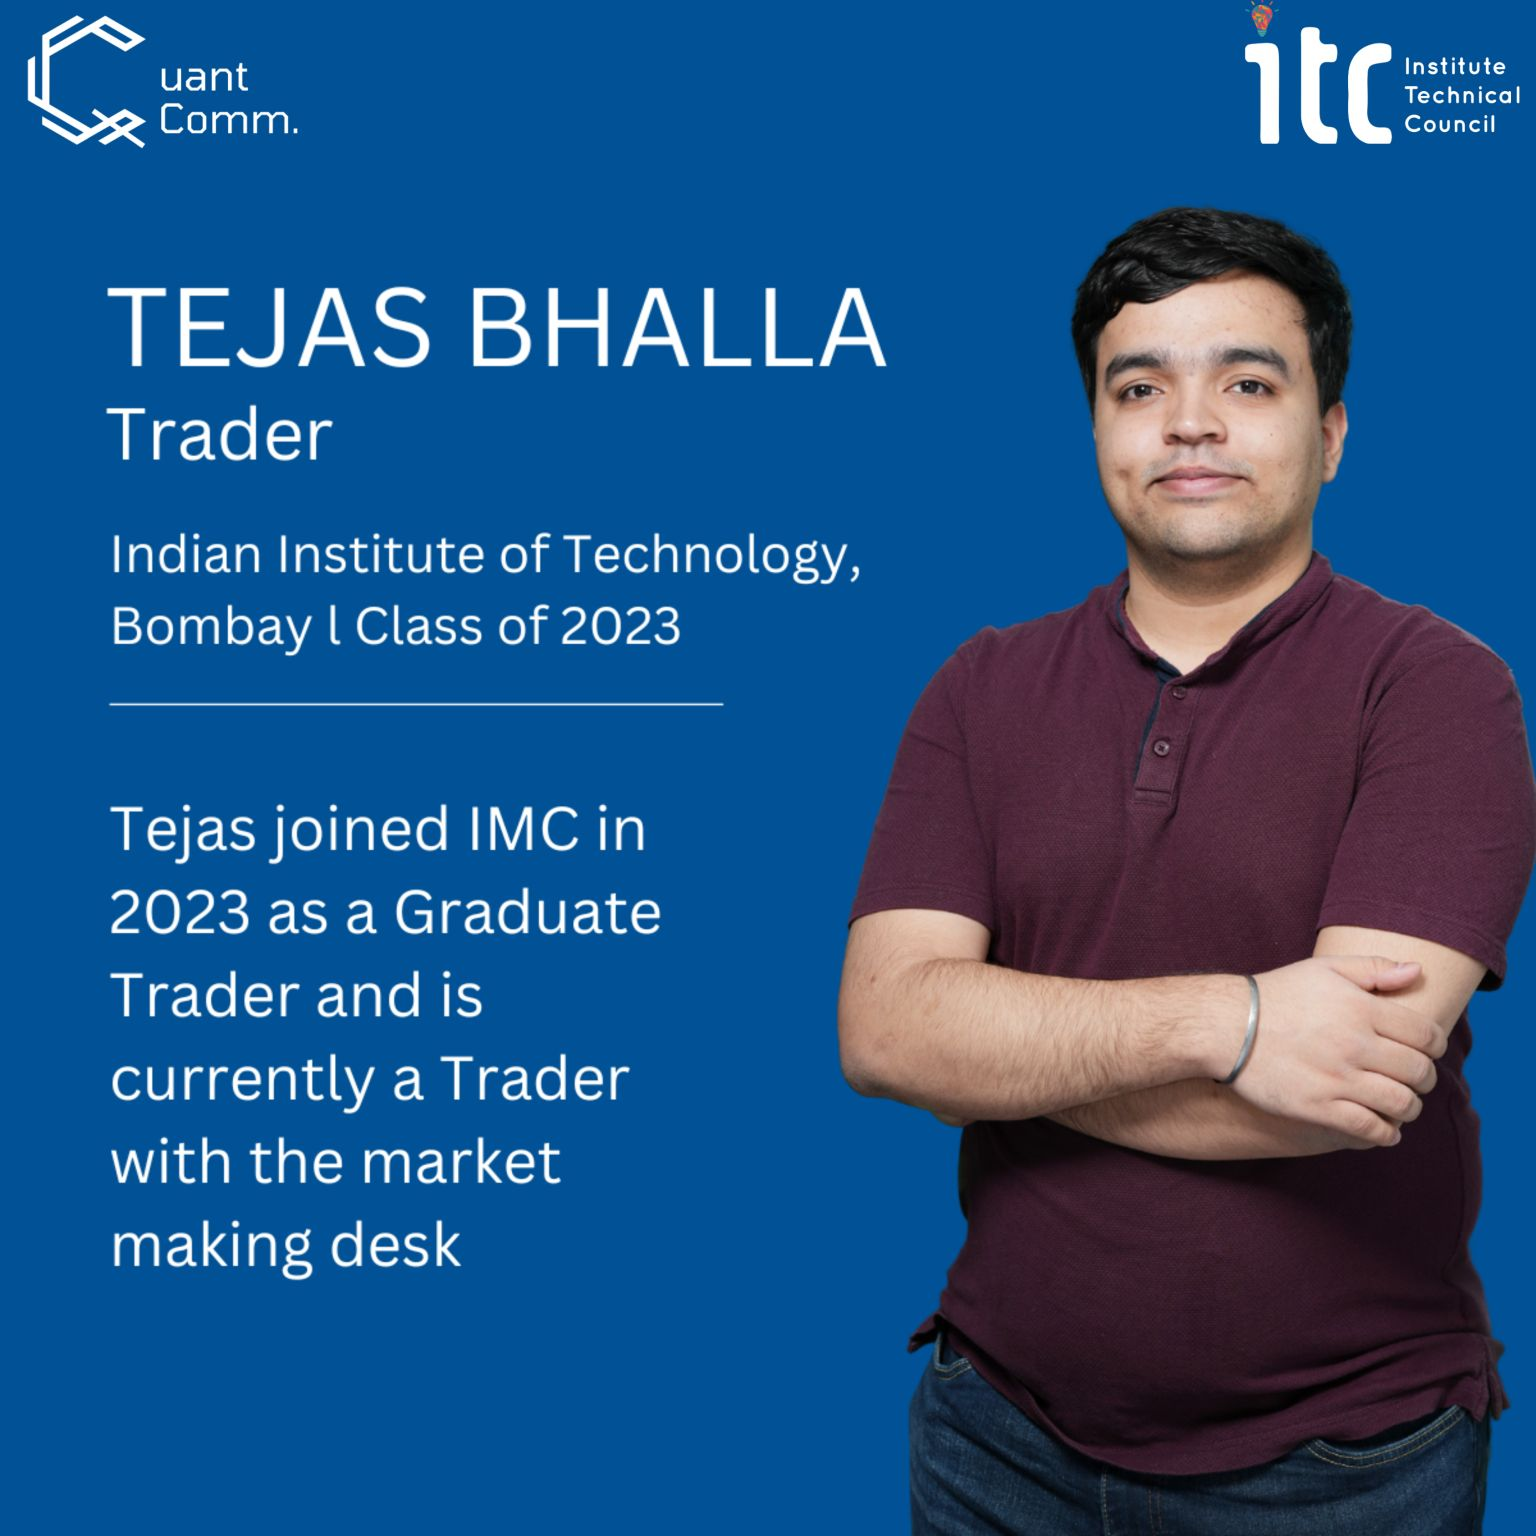 uant
Comm.
itc
Institute
Technical
Council
TEJAS BHALLA
Trader
Indian Institute of Technology,
Bombay l Class of 2023
Tejas joined IMC in
2023 as a Graduate
Trader and is
currently a Trader
with the market
making desk